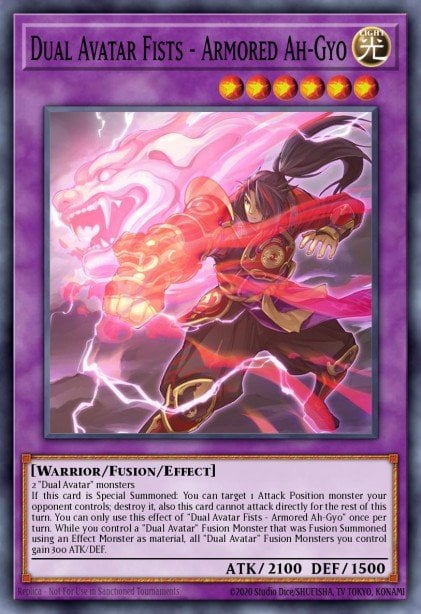 Dual Avatar Fists - Armored Ah-Gyo
LIGHT
光
[Warrior/Fusion/Effect]
2 "Dual Avatar" monsters
If this card is Special Summoned: You can target 1 Attack Position monster your
opponent controls; destroy it, also this card cannot attack directly for the rest of this
turn. You can only use this effect of "Dual Avatar Fists - Armored Ah-Gyo" once per
turn. While you control a "Dual Avatar" Fusion Monster that was Fusion Summoned
using an Effect Monster as material, all "Dual Avatar" Fusion Monsters you control
gain 300 ATK/DEF.
ATK/2100 DEF/1500
Replica - Not For Use in Sanctioned Tournaments
©2020 Studio Dice/SHUEISHA, TV TOKYO, KONAMI